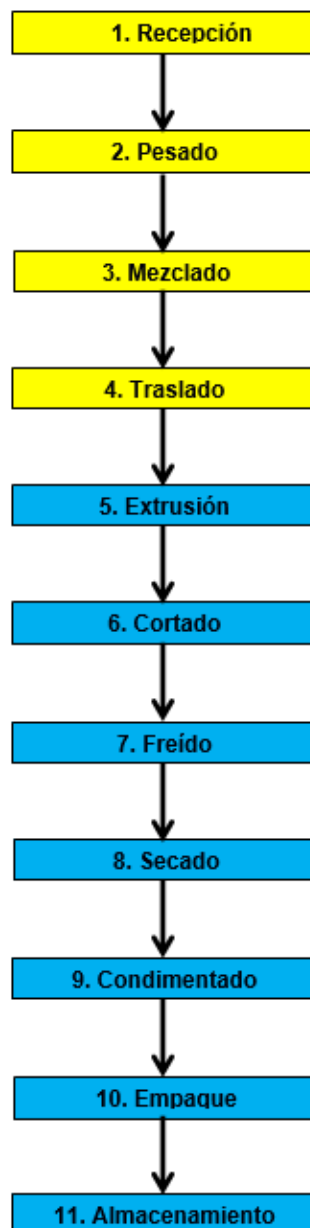 1. Recepción
2. Pesado
3. Mezclado
4. Traslado
5. Extrusión
6. Cortado
7. Freído
8. Secado
9. Condimentado
10. Empaque
11. Almacenamiento